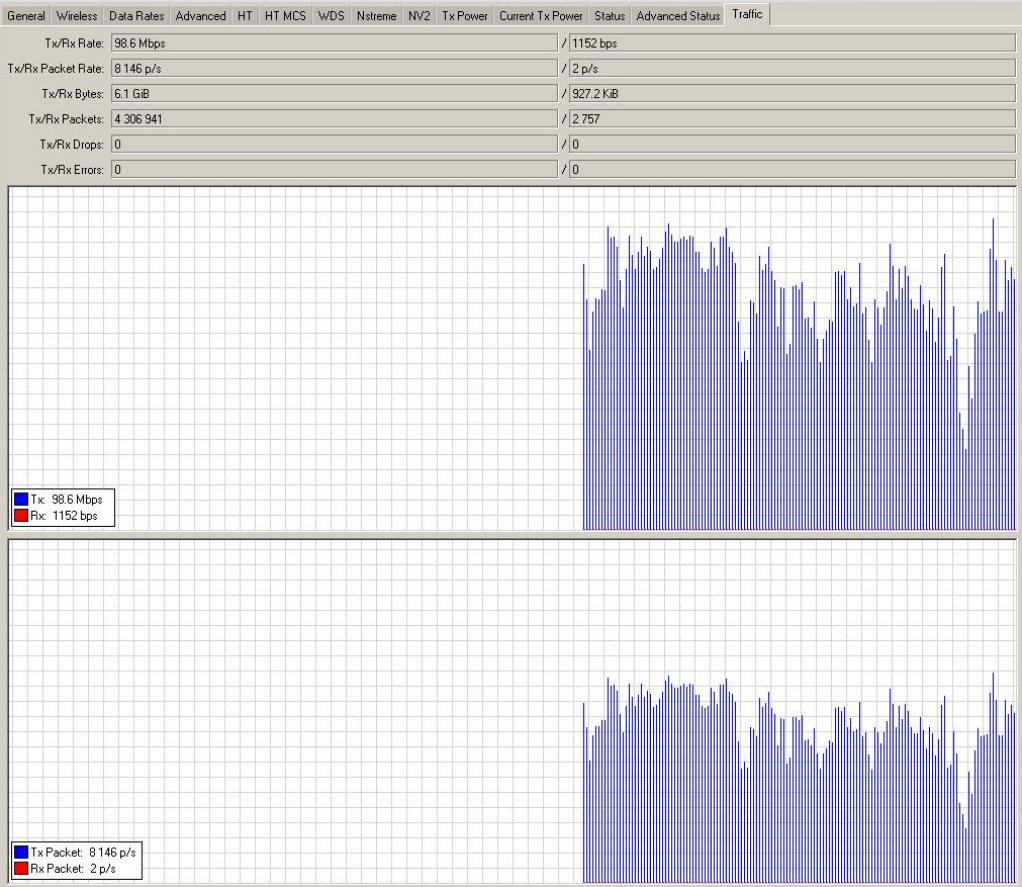 General Wireless Data Rates Advanced HT HT MCS WDS Nstreme NV2 Tx Power Current Tx Power Status Advanced Status Traffic
Tx/Rx Rate: 98.6 Mbps / 1152 bps
Tx/Rx Packet Rate: 8 146 p/s / 2 p/s
Tx/Rx Bytes: 6.1 GiB / 927.2 KiB
Tx/Rx Packets: 4 306 941 / 2 757
Tx/Rx Drops: 0 / 0
Tx/Rx Errors: 0 / 0
Tx: 98.6 Mbps
Rx: 1152 bps
Tx Packet: 8 146 p/s
Rx Packet: 2 p/s